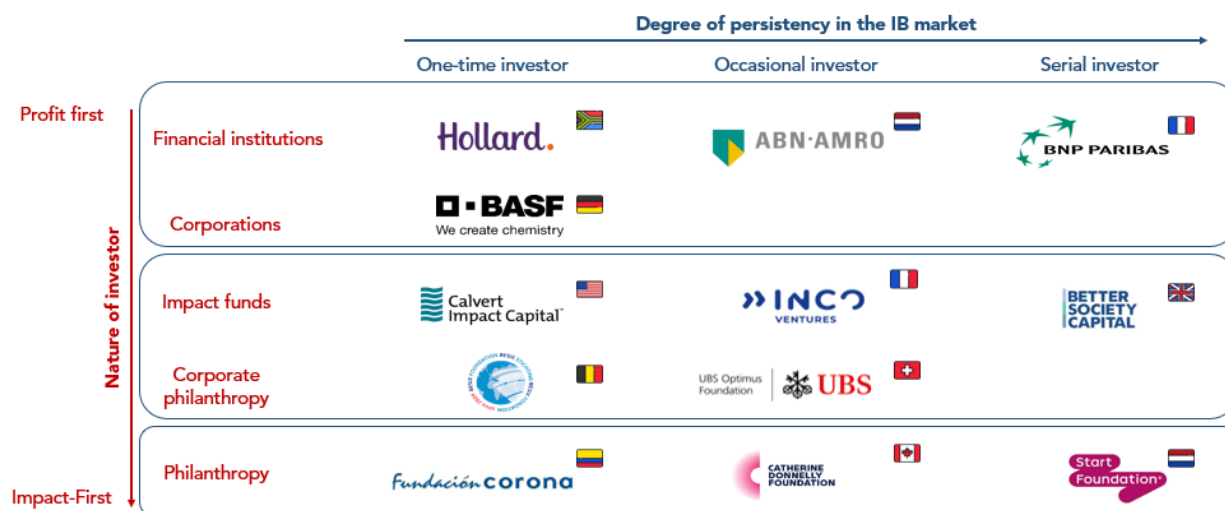 Degree of persistency in the IB market
One-time investor
Occasional investor
Serial investor
Profit first
Nature of investor
Impact-First
Financial institutions
Hollard.
ABN·AMRO
BNP PARIBAS
Corporations
BASF
We create chemistry
Impact funds
Calvert
Impact Capital™
INCO
VENTURES
BETTER
SOCIETY
CAPITAL
Corporate
philanthropy
UBS Optimus
Foundation
UBS
Philanthropy
Fundación corona
CATHERINE
DONNELLY
FOUNDATION
Start
Foundation